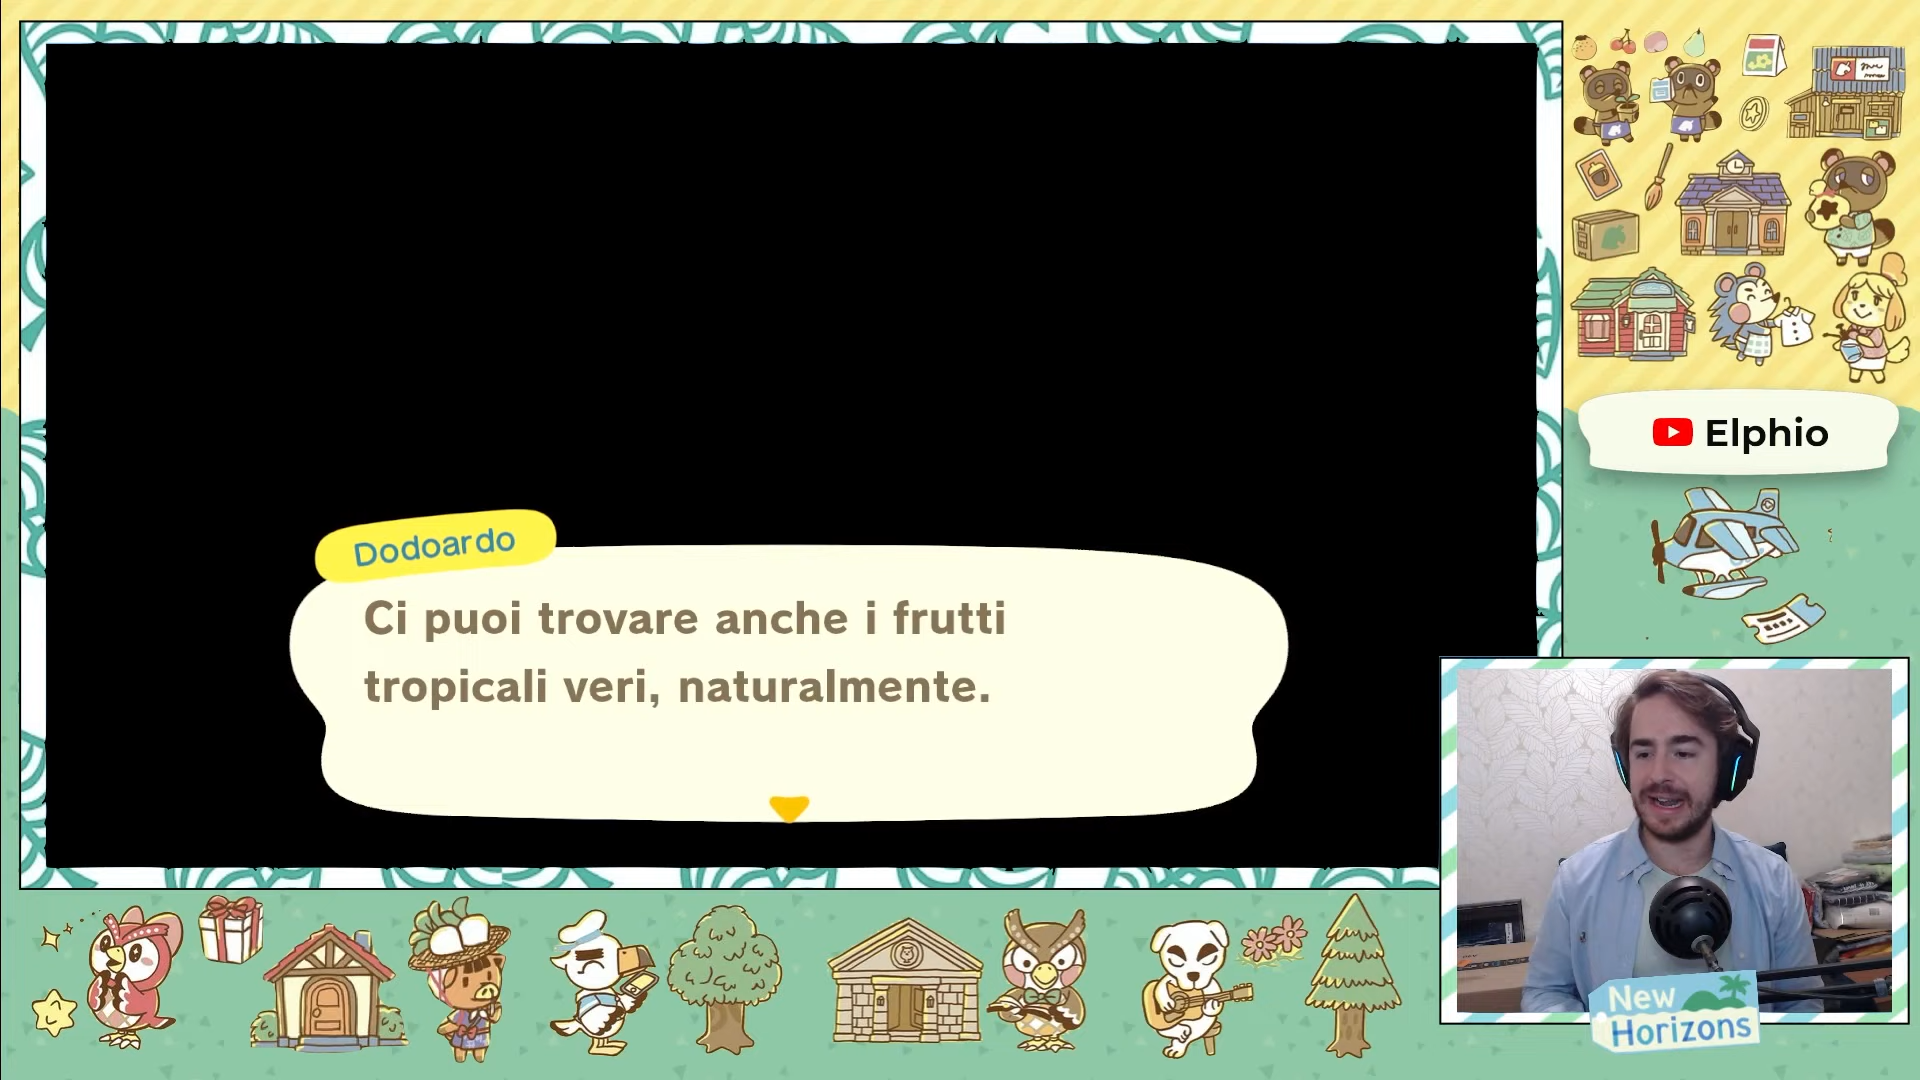 Dodoardo
Ci puoi trovare anche i frutti
tropicali veri, naturalmente.
Elphio
New
Horizons